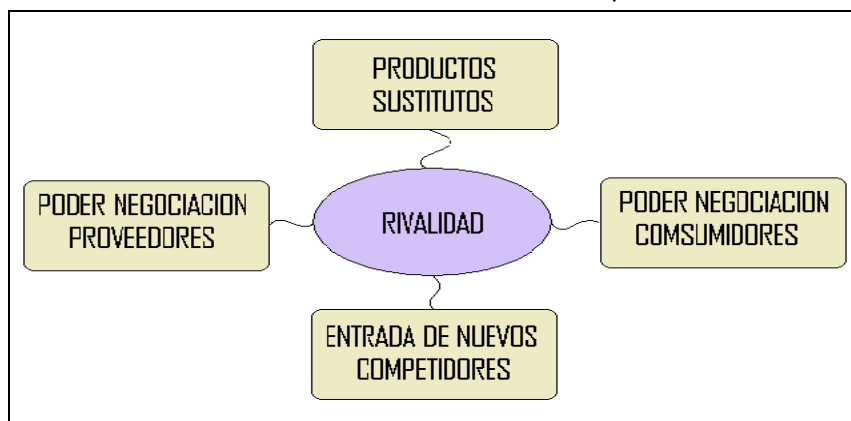 PRODUCTOS
SUSTITUTOS
PODER NEGOCIACION
PROVEEDORES
RIVALIDAD
PODER NEGOCIACION
COMSUMIDORES
ENTRADA DE NUEVOS
COMPETIDORES